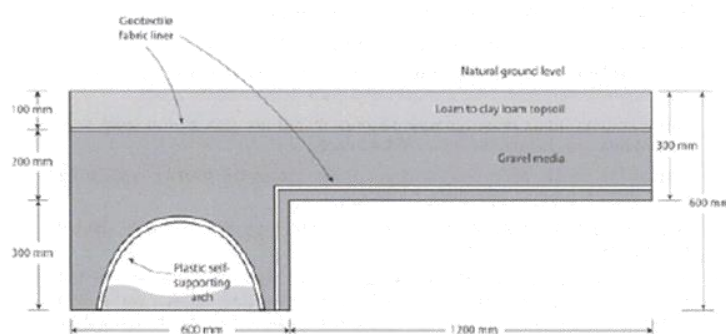 Geotectile
fabric liner
Natural ground level
100 mm
Loam to clay loam topsoil
200 mm
Gravel media
300 mm
600 mm
300 mm
Plastic self-
supporting
arch
600 mm
1200 mm